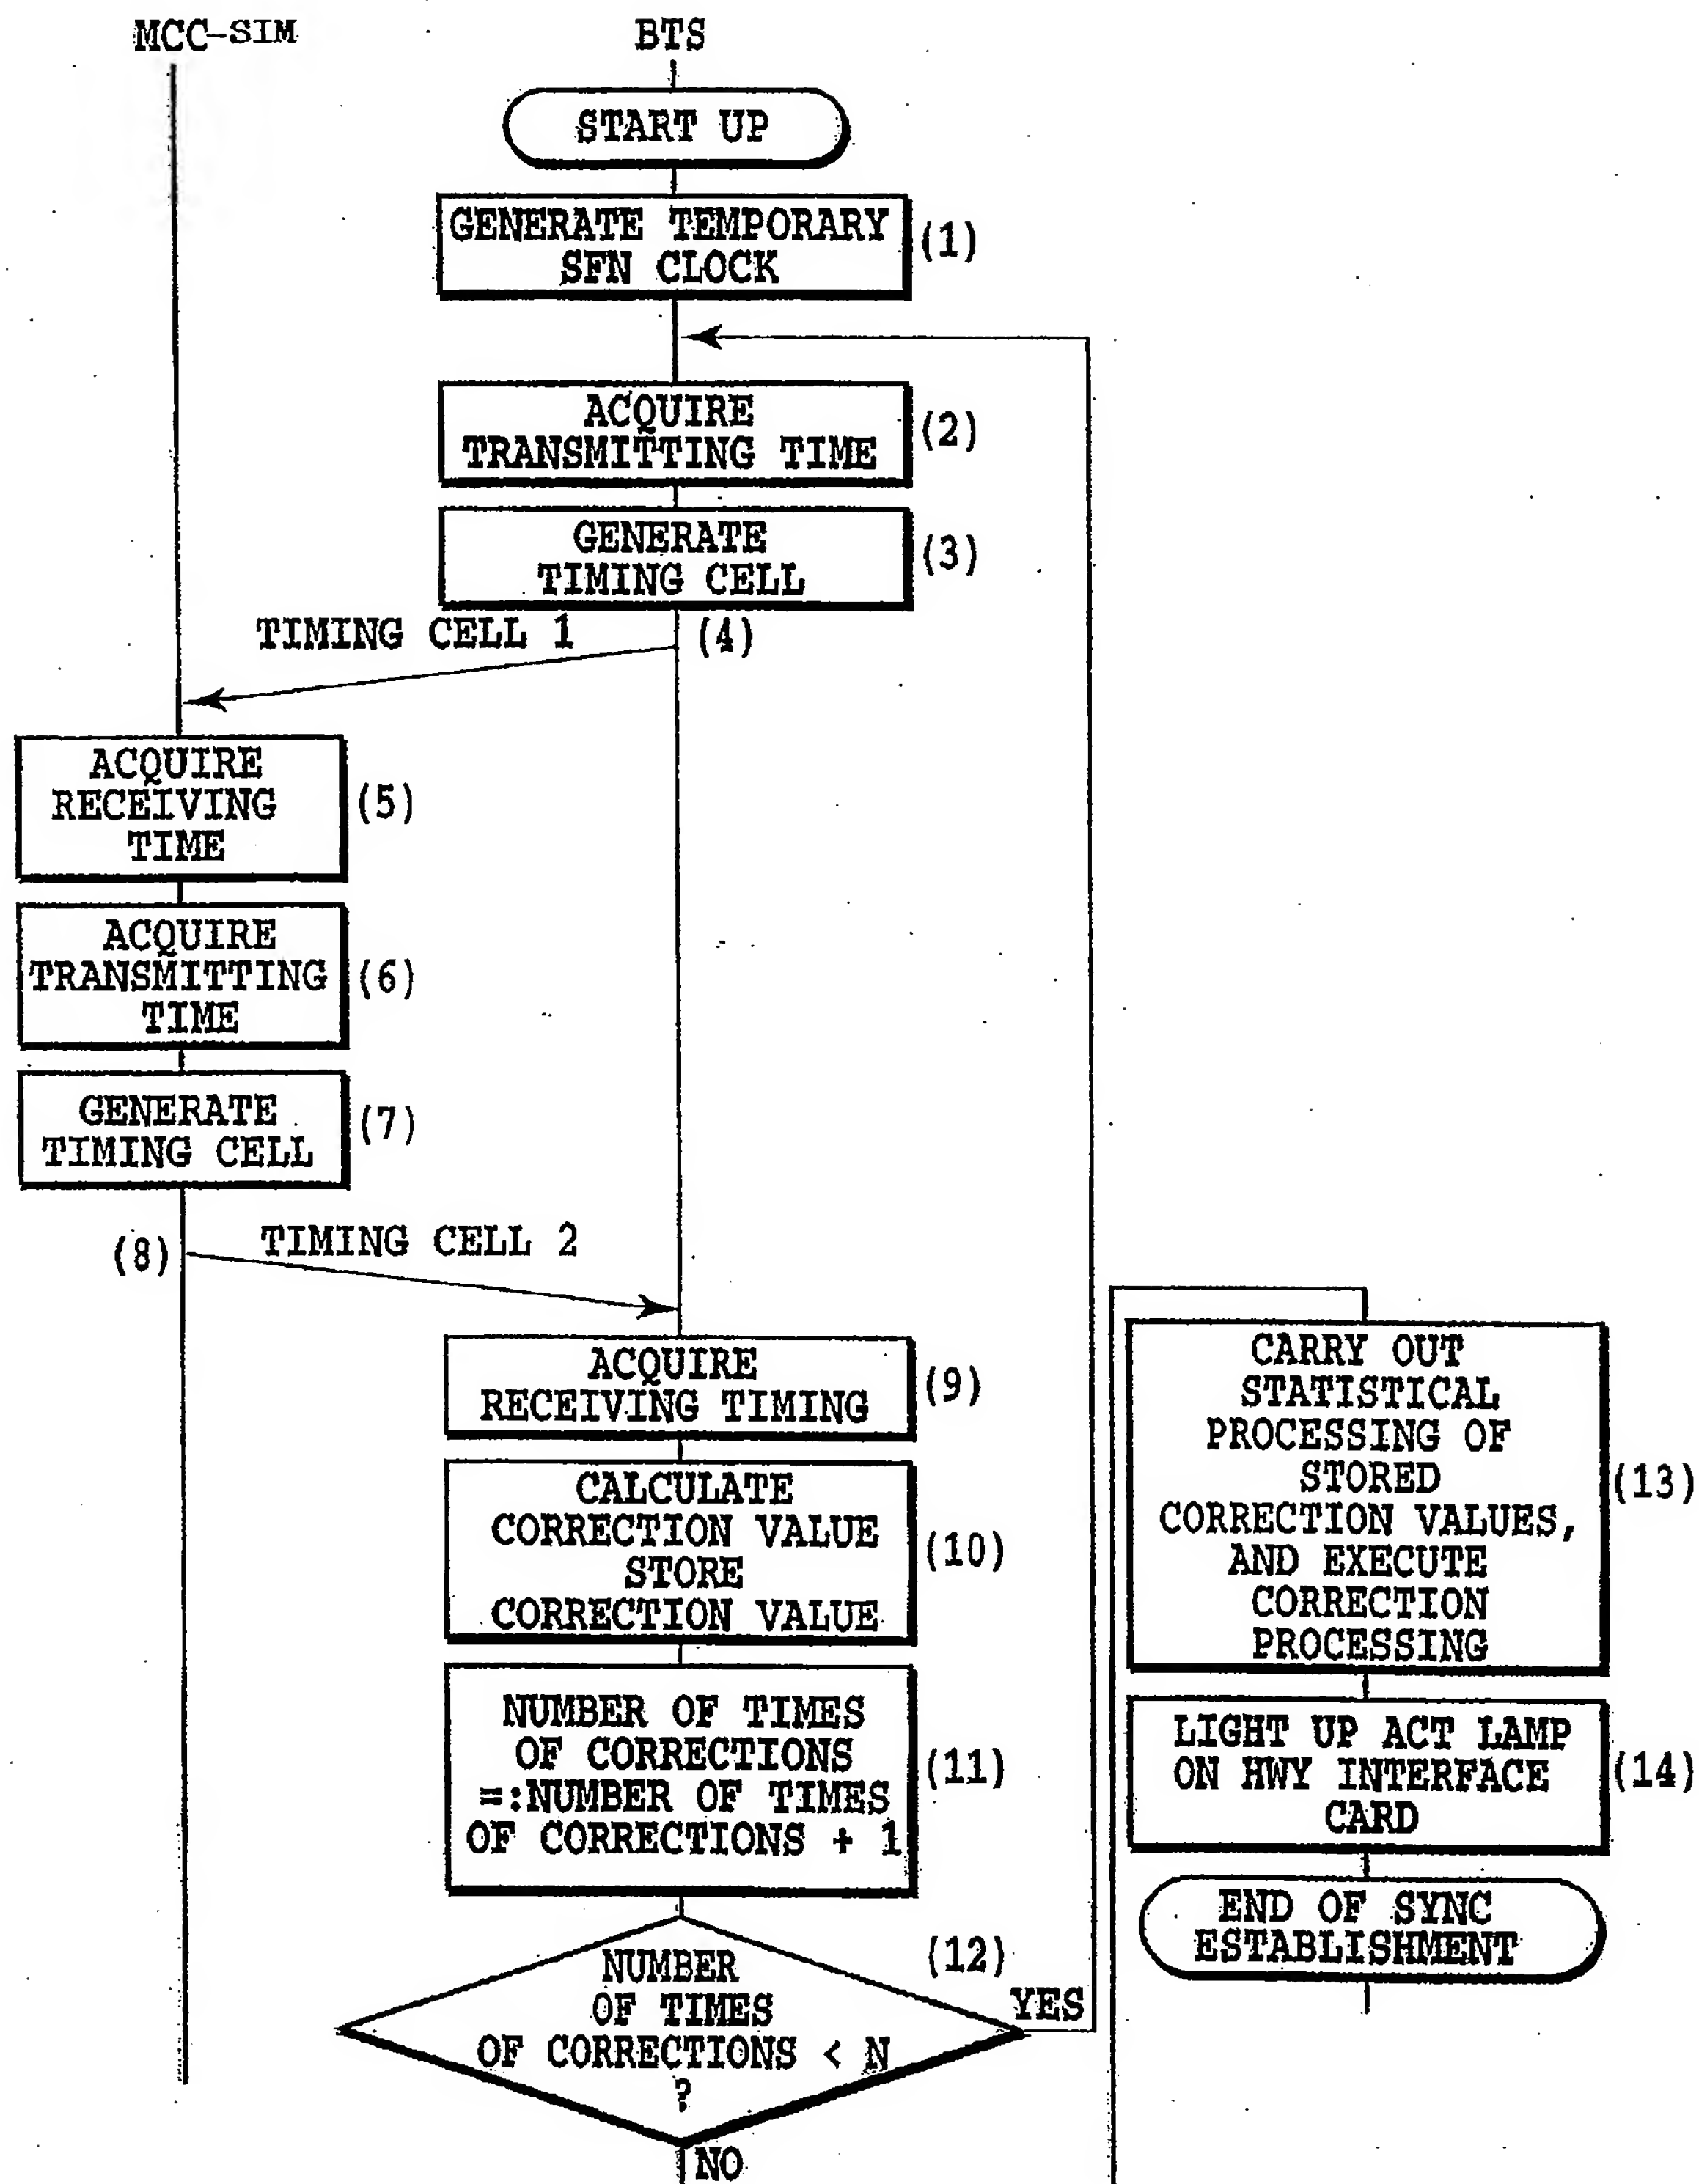 MCC-SIM
BTS
START UP
GENERATE TEMPORARY
SFN CLOCK
(1)
ACQUIRE
TRANSMITTING TIME
(2)
GENERATE
TIMING CELL
(3)
TIMING CELL 1
(4)
ACQUIRE
RECEIVING
TIME
(5)
ACQUIRE
TRANSMITTING
TIME
(6)
GENERATE
TIMING CELL
(7)
(8)
TIMING CELL 2
ACQUIRE
RECEIVING TIMING
(9)
CALCULATE
CORRECTION VALUE
STORE
CORRECTION VALUE
(10)
NUMBER OF TIMES
OF CORRECTIONS
=:NUMBER OF TIMES
OF CORRECTIONS + 1
(11)
NUMBER
OF TIMES
OF CORRECTIONS < N
?
(12)
YES
NO
CARRY OUT
STATISTICAL
PROCESSING OF
STORED
CORRECTION VALUES,
AND EXECUTE
CORRECTION
PROCESSING
(13)
LIGHT UP ACT LAMP
ON HWY INTERFACE
CARD
(14)
END OF SYNC
ESTABLISHMENT